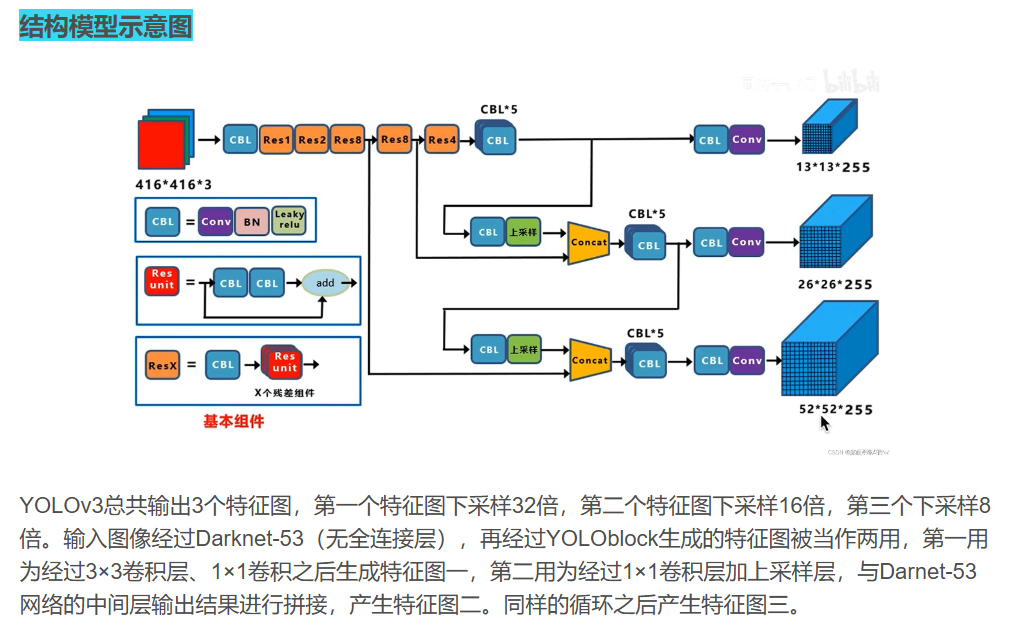 结构模型示意图
CBL*5
CBL Res1 Res2 Res8 Res8 Res4 CBL CBL Conv
13*13*255
416*416*3
CBL = Conv BN Leaky relu
CBL*5
CBL 上采样 Concat CBL CBL Conv
26*26*255
Res unit = CBL CBL add
CBL*5
CBL 上采样 Concat CBL CBL Conv
52*52*255
ResX = CBL Res unit
X个残差组件
基本组件
YOLOv3总共输出3个特征图，第一个特征图下采样32倍，第二个特征图下采样16倍，第三个下采样8
倍。输入图像经过Darknet-53（无全连接层），再经过YOLOblock生成的特征图被当作两用，第一用
为经过3×3卷积层、1×1卷积之后生成特征图一，第二用为经过1×1卷积层加上采样层，与Darnet-53
网络的中间层输出结果进行拼接，产生特征图二。同样的循环之后产生特征图三。